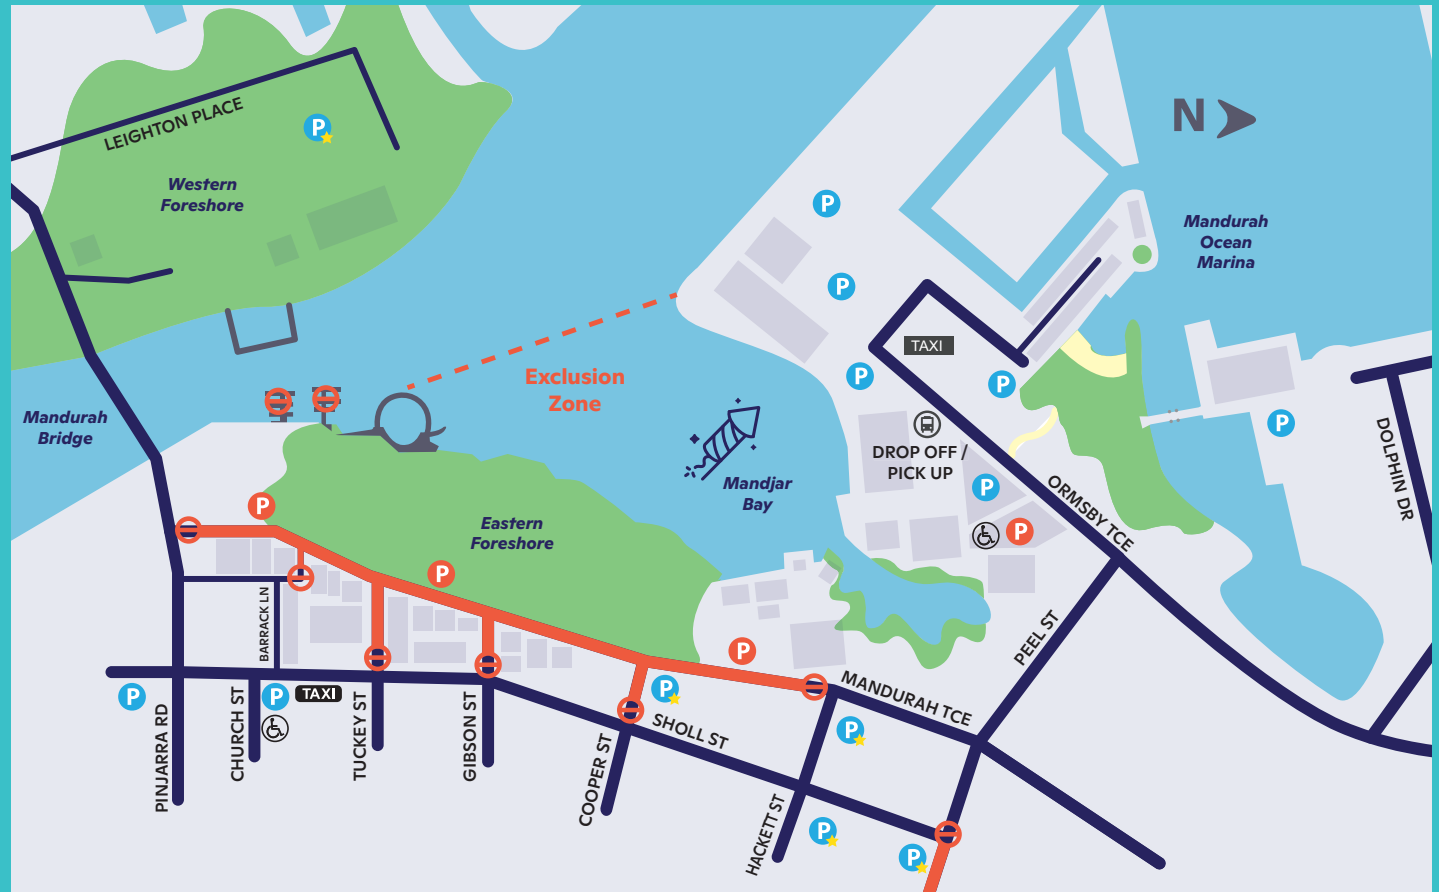 LEIGHTON PLACE
P
Western
Foreshore
N
P
Mandurah
Ocean
Marina
P
TAXI
Exclusion
Zone
P
P
Mandurah
Bridge
P
DOLPHIN DR
DROP OFF /
PICK UP
Mandjar
Bay
P
ORMSBY TCE
P
Eastern
Foreshore
P
P
BARRACK LN
PEEL ST
P
P
P
TAXI
P
MANDURAH TCE
PINJARRA RD
CHURCH ST
TUCKEY ST
GIBSON ST
COOPER ST
SHOLL ST
P
HACKETT ST
P
P